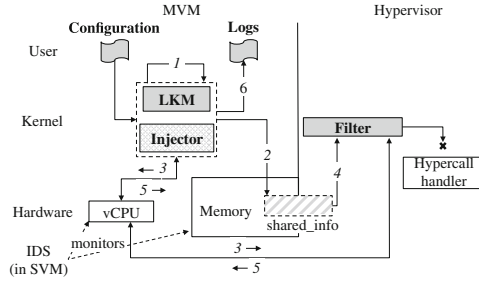 MVM
Hypervisor
Configuration
Logs
User
1
6
LKM
Kernel
Injector
Filter
2
3
4
5
Hypercall
handler
Hardware
vCPU
Memory
shared_info
monitors
IDS
(in SVM)
3
5